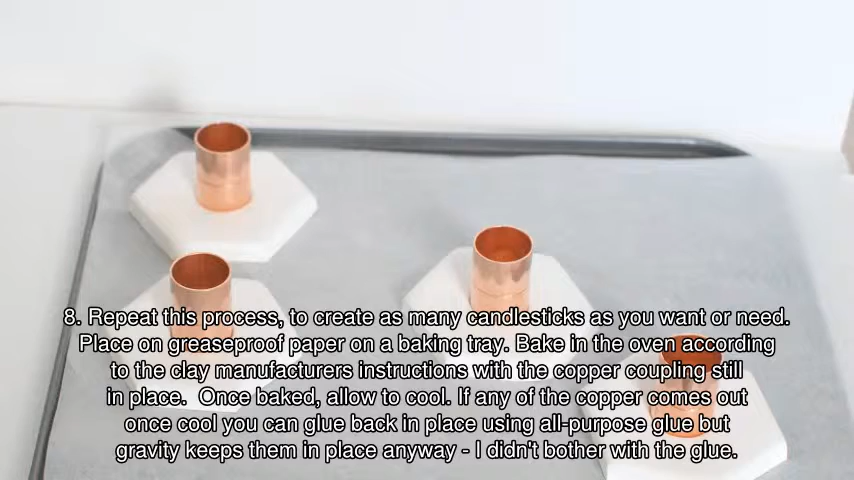 8. Repeat this process, to create as many candlesticks as you want or need.
Place on greaseproof paper on a baking tray. Bake in the oven according
to the clay manufacturers instructions with the copper coupling still
in place.  Once baked, allow to cool. If any of the copper comes out
once cool you can glue back in place using all-purpose glue but
gravity keeps them in place anyway - I didn't bother with the glue.